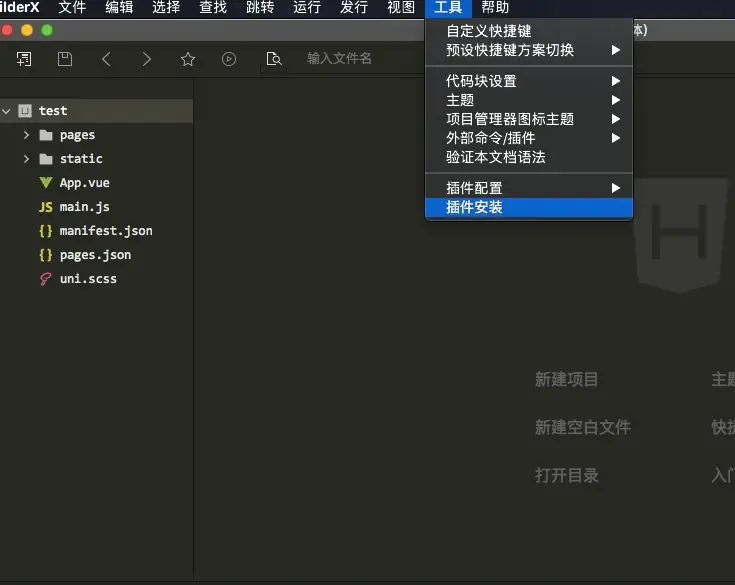 ilderX 文件 编辑 选择 查找 跳转 运行 发行 视图 工具 帮助
体)
输入文件名
自定义快捷键
预设快捷键方案切换
代码块设置
主题
项目管理器图标主题
外部命令/插件
验证本文档语法
插件配置
插件安装
test
pages
static
App.vue
JS main.js
{} manifest.json
{} pages.json
uni.scss
H
新建项目 主题
新建空白文件 快捷
打开目录 入门